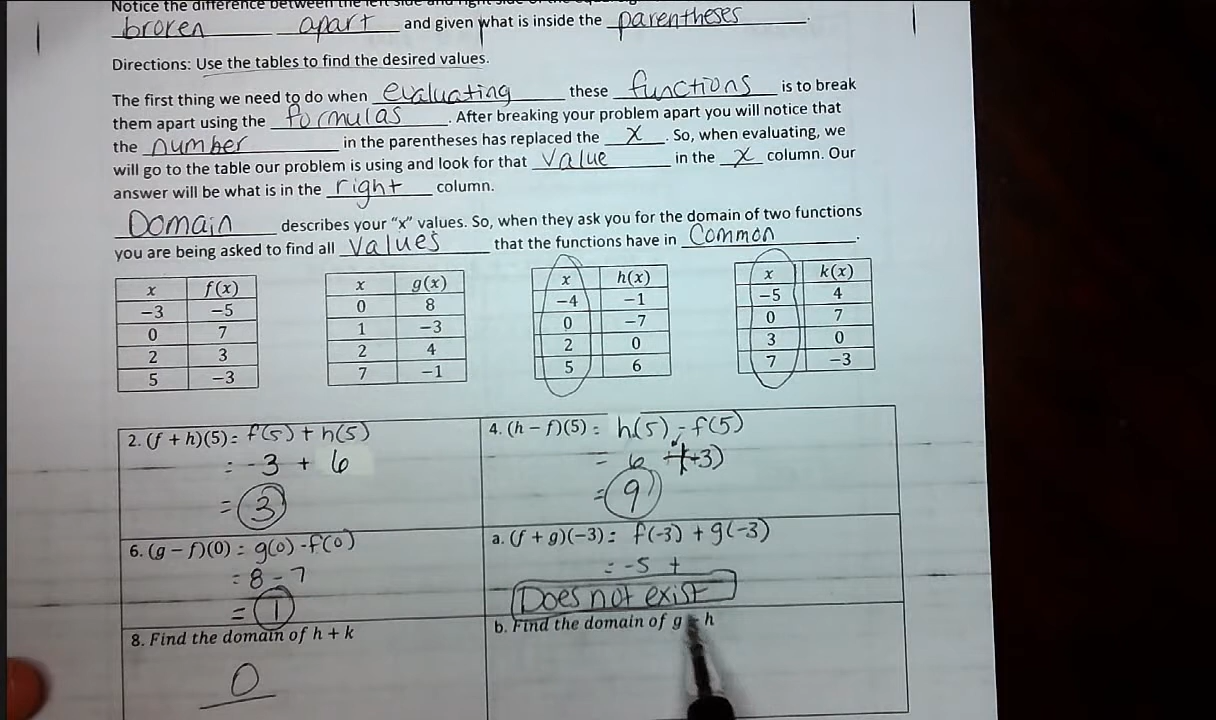 Notice the difference between the left side and right side of the
broken apart and given what is inside the parentheses.
Directions: Use the tables to find the desired values.
The first thing we need to do when evaluating these functions is to break
them apart using the formulas. After breaking your problem apart you will notice that
the number in the parentheses has replaced the x. So, when evaluating, we
will go to the table our problem is using and look for that value in the x column. Our
answer will be what is in the right column.
Domain describes your “x” values. So, when they ask you for the domain of two functions
you are being asked to find all values that the functions have in common.
x f(x) x g(x) x h(x) x k(x)
−3 −5 0 8 −4 −1 −5 4
0 7 1 −3 0 −7 0 7
2 3 2 4 2 0 3 0
5 −3 7 −1 5 6 7 −3
2. (f + h)(5) = f(5) + h(5)
= -3 + 6
= 3
4. (h − f)(5) = h(5) - f(5)
= 6 +(+3)
= 9
6. (g − f)(0) = g(0) - f(0)
= 8 - 7
= 1
a. (f + g)(−3) = f(-3) + g(-3)
= -5 +
Does not exist
8. Find the domain of h + k
0
b. Find the domain of g h